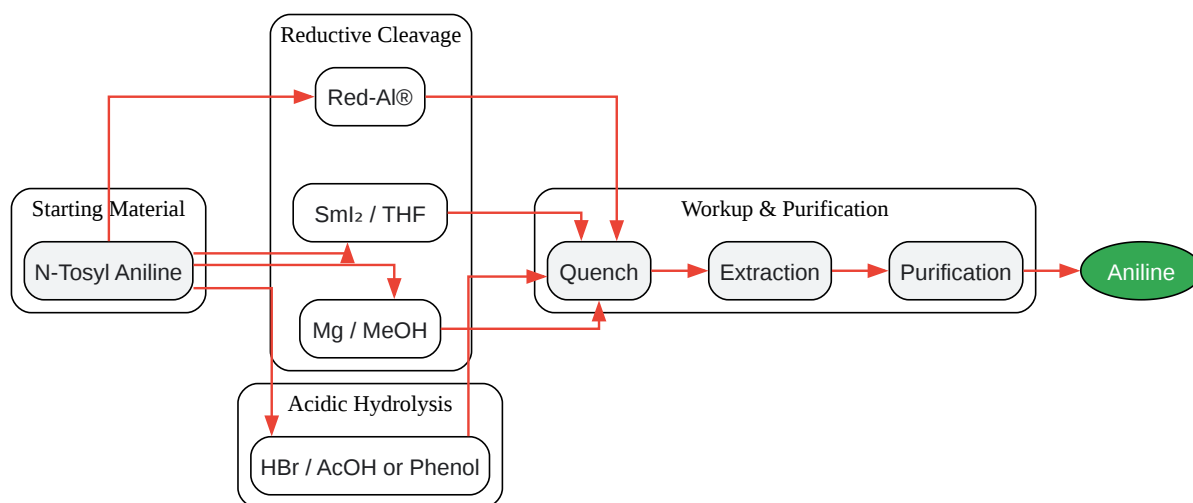 Reductive Cleavage
Red-Al®
Starting Material
N-Tosyl Aniline
SmI₂ / THF
Mg / MeOH
Workup & Purification
Quench
Extraction
Purification
Aniline
Acidic Hydrolysis
HBr / AcOH or Phenol